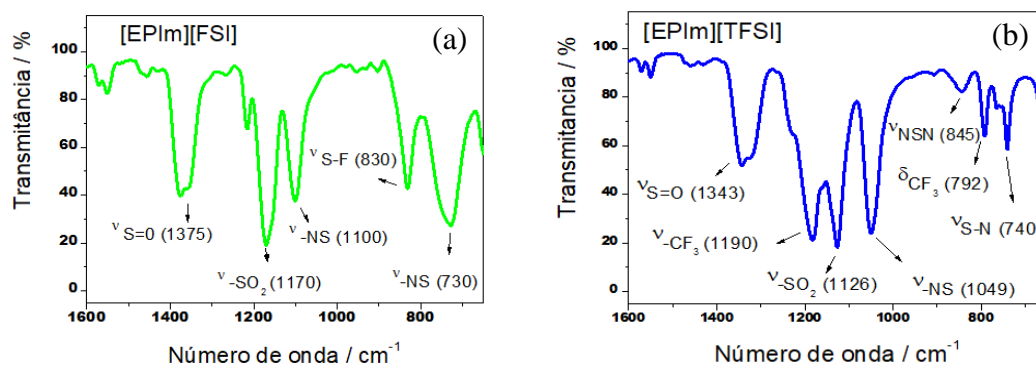 [EPIm][FSI]
(a)
Transmitância / %
100
80
60
40
20
0
ν S-F (830)
ν S=0 (1375)
ν -NS (1100)
ν -SO2 (1170)
ν -NS (730)
1600 1400 1200 1000 800
Número de onda / cm-1
[EPIm][TFSI]
(b)
Transmitancia / %
100
80
60
40
20
0
νNSN (845)
δCF3 (792)
νS=O (1343)
νS-N (740)
ν-CF3 (1190)
ν-SO2 (1126)
ν-NS (1049)
1600 1400 1200 1000 800
Número de onda / cm-1